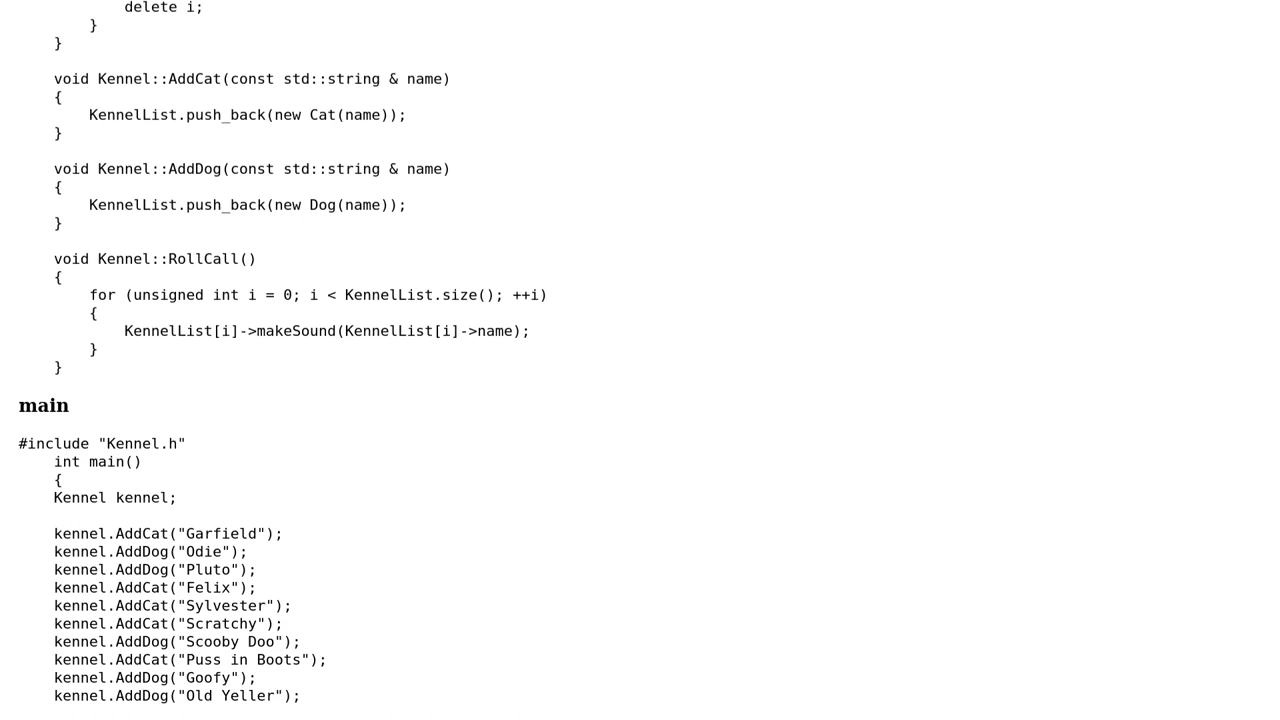 delete i;
        }
    }

    void Kennel::AddCat(const std::string & name)
    {
        KennelList.push_back(new Cat(name));
    }

    void Kennel::AddDog(const std::string & name)
    {
        KennelList.push_back(new Dog(name));
    }

    void Kennel::RollCall()
    {
        for (unsigned int i = 0; i < KennelList.size(); ++i)
        {
            KennelList[i]->makeSound(KennelList[i]->name);
        }
    }
main
#include "Kennel.h"
    int main()
    {
    Kennel kennel;

    kennel.AddCat("Garfield");
    kennel.AddDog("Odie");
    kennel.AddDog("Pluto");
    kennel.AddCat("Felix");
    kennel.AddCat("Sylvester");
    kennel.AddCat("Scratchy");
    kennel.AddDog("Scooby Doo");
    kennel.AddCat("Puss in Boots");
    kennel.AddDog("Goofy");
    kennel.AddDog("Old Yeller");